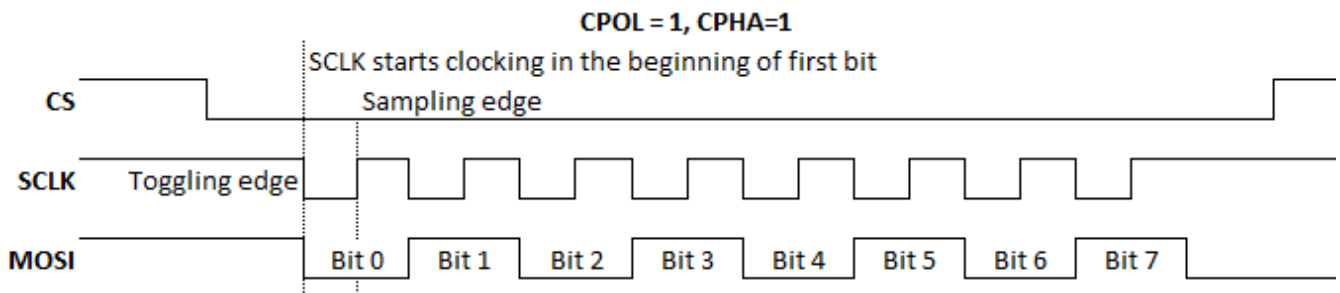 CPOL = 1, CPHA=1
SCLK starts clocking in the beginning of first bit
CS
Sampling edge
SCLK
Toggling edge
MOSI
Bit 0 Bit 1 Bit 2 Bit 3 Bit 4 Bit 5 Bit 6 Bit 7